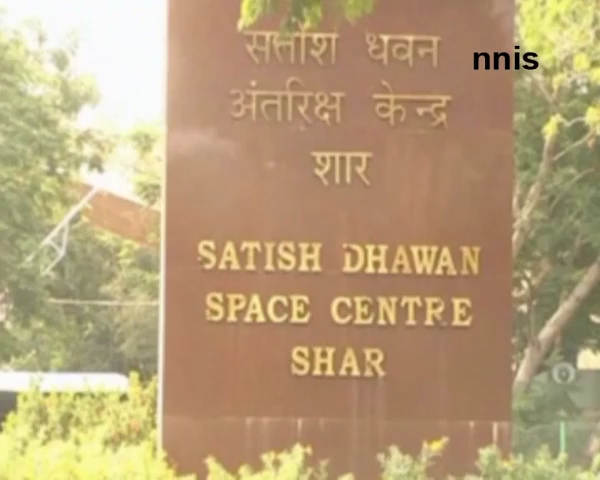 सतीश धवन
nnis
अंतरिक्ष केन्द्र
शार
SATISH DHAWAN
SPACE CENTRE
SHAR